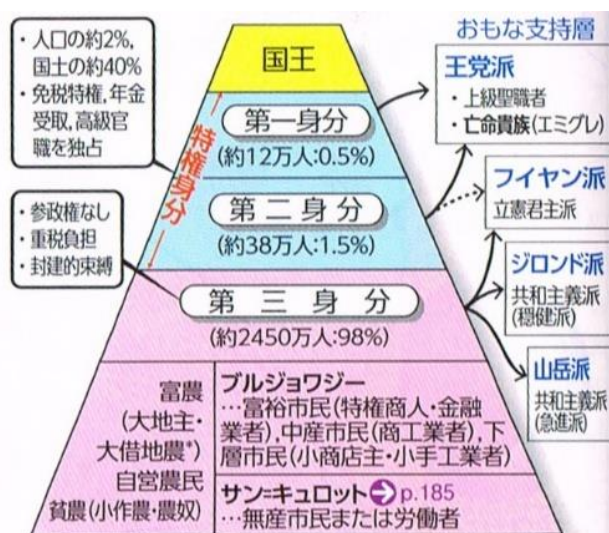 ・人口の約2%,
国土の約40%
・免税特権,年金
受取,高級官
職を独占
・参政権なし
・重税負担
・封建的束縛
国王
特権身分
第一身分
(約12万人:0.5%)
第二身分
(約38万人:1.5%)
第三身分
(約2450万人:98%)
富農
(大地主・
大借地農*)
自営農民
貧農(小作農・農奴)
ブルジョワジー
…富裕市民(特権商人・金融
業者),中産市民(商工業者),下
層市民(小商店主・小手工業者)
サン=キュロット➔p.185
…無産市民または労働者
おもな支持層
王党派
・上級聖職者
・亡命貴族(エミグレ)
フイヤン派
立憲君主派
ジロンド派
共和主義派
(穏健派)
山岳派
共和主義派
(急進派)